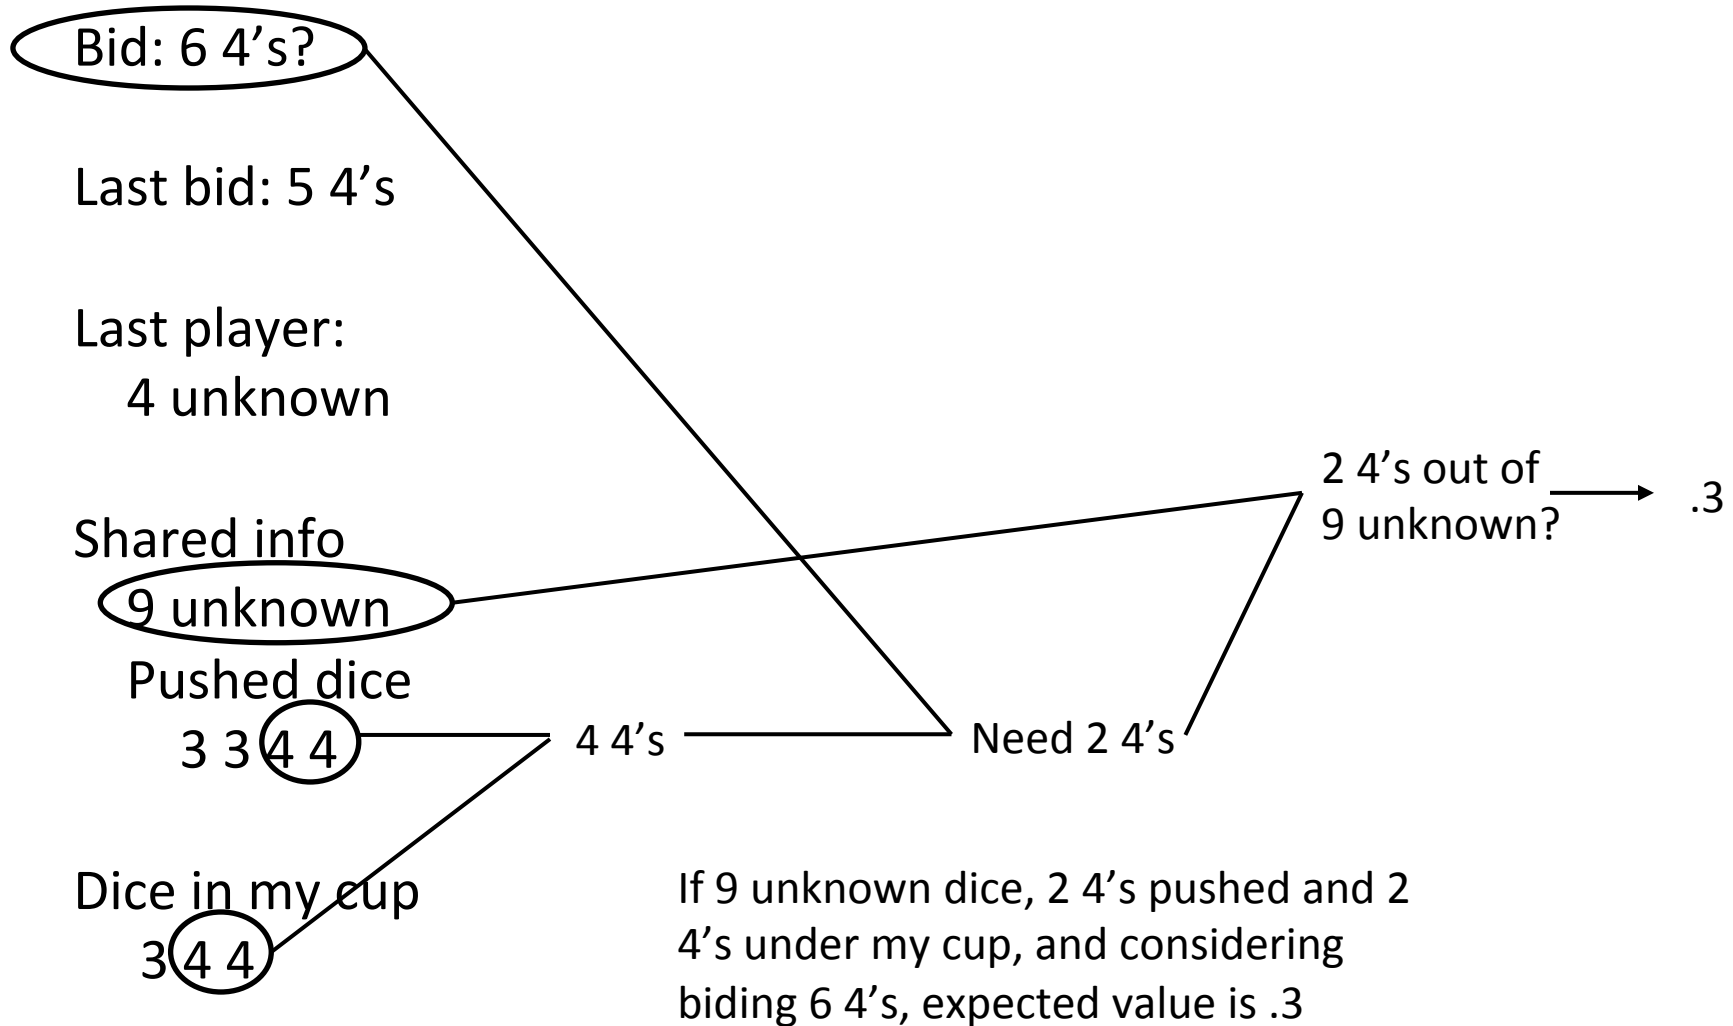 Bid: 6 4’s?
Last bid: 5 4’s
Last player:
4 unknown
Shared info
9 unknown
Pushed dice
3 3 4 4
4 4’s
Need 2 4’s
2 4’s out of
9 unknown?
.3
Dice in my cup
3 4 4
If 9 unknown dice, 2 4’s pushed and 2
4’s under my cup, and considering
biding 6 4’s, expected value is .3